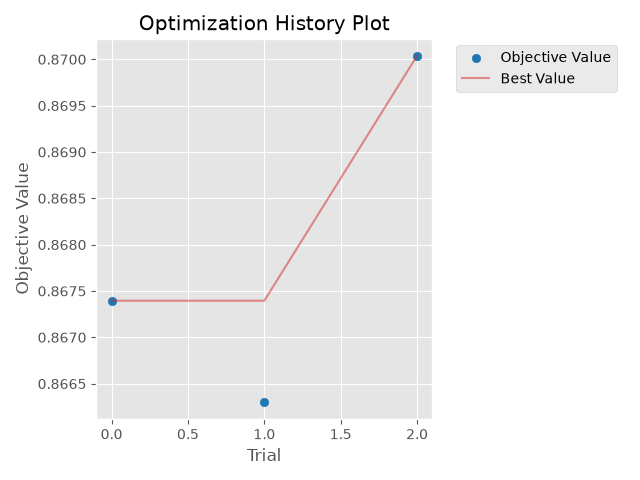 Optimization History Plot
Objective Value
Best Value
0.8700
0.8695
0.8690
0.8685
0.8680
0.8675
0.8670
0.8665
Objective Value
0.0 0.5 1.0 1.5 2.0
Trial